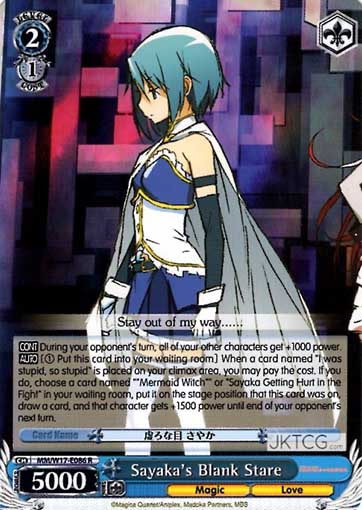 2
1
Stay out of my way......
CONT During your opponent's turn, all of your other characters get +1000 power.
AUTO [① Put this card into your waiting room] When a card named "I was
stupid, so stupid" is placed on your climax area, you may pay the cost. If you
do, choose a card named ""Mermaid Witch"" or "Sayaka Getting Hurt in the
Fight" in your waiting room, put it on the stage position that this card was on,
draw a card, and that character gets +1500 power until end of your opponent's
next turn.
Card Name 虚ろな目 さやか
JKTCG.com
MM/W17-E086 R
Sayaka's Blank Stare
5000
Magic
Love
©Magica Quartet/Aniplex, Madoka Partners, MBS